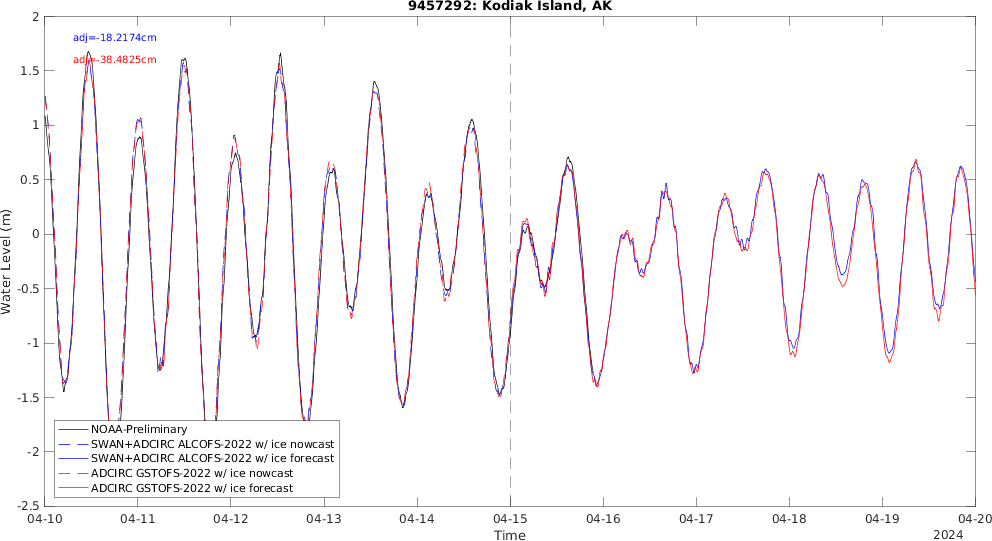 9457292: Kodiak Island, AK
adj=-18.2174cm
adj=-38.4825cm
2
1.5
1
0.5
0
-0.5
-1
-1.5
-2
-2.5
Water Level (m)
NOAA-Preliminary
SWAN+ADCIRC ALCOFS-2022 w/ ice nowcast
SWAN+ADCIRC ALCOFS-2022 w/ ice forecast
ADCIRC GSTOFS-2022 w/ ice nowcast
ADCIRC GSTOFS-2022 w/ ice forecast
04-10 04-11 04-12 04-13 04-14 04-15 04-16 04-17 04-18 04-19 04-20
Time
2024